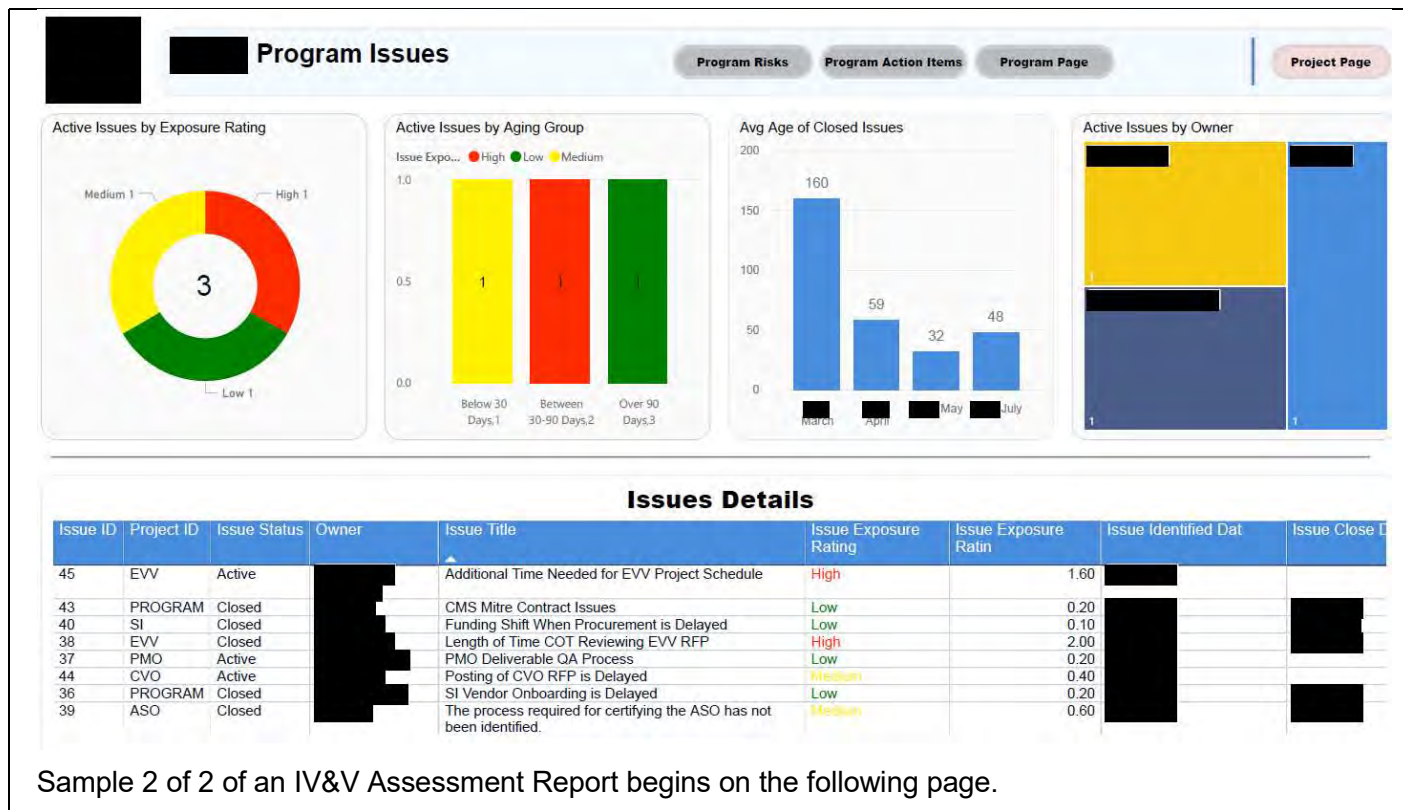 Program Issues
Program Risks
Program Action Items
Program Page
Project Page
Active Issues by Exposure Rating
Medium 1
High 1
3
Low 1
Active Issues by Aging Group
Issue Expo... High Low Medium
1.0
0.5
0.0
1
1
1
Below 30 Days,1
Between 30-90 Days,2
Over 90 Days,3
Avg Age of Closed Issues
200
150
100
50
0
160
59
32
48
March
April
May
July
Active Issues by Owner
1
1
1
Issues Details
Issue ID Project ID Issue Status Owner Issue Title Issue Exposure Rating Issue Exposure Ratin Issue Identified Dat Issue Close D
45 EVV Active Additional Time Needed for EVV Project Schedule High 1.60
43 PROGRAM Closed CMS Mitre Contract Issues Low 0.20
40 SI Closed Funding Shift When Procurement is Delayed Low 0.10
38 EVV Closed Length of Time COT Reviewing EVV RFP High 2.00
37 PMO Active PMO Deliverable QA Process Low 0.20
44 CVO Active Posting of CVO RFP is Delayed Medium 0.40
36 PROGRAM Closed SI Vendor Onboarding is Delayed Low 0.20
39 ASO Closed The process required for certifying the ASO has not been identified. Medium 0.60
Sample 2 of 2 of an IV&V Assessment Report begins on the following page.